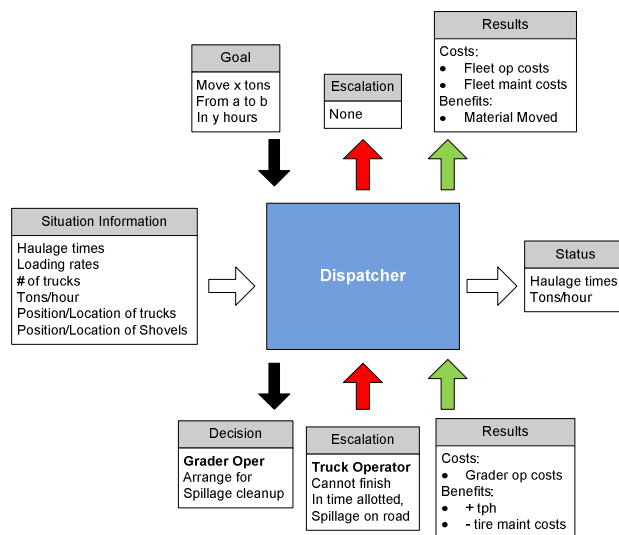 Goal
Move x tons
From a to b
In y hours
Escalation
None
Results
Costs:
● Fleet op costs
● Fleet maint costs
Benefits:
● Material Moved
Situation Information
Haulage times
Loading rates
# of trucks
Tons/hour
Position/Location of trucks
Position/Location of Shovels
Dispatcher
Status
Haulage times
Tons/hour
Decision
Grader Oper
Arrange for
Spillage cleanup
Escalation
Truck Operator
Cannot finish
In time allotted,
Spillage on road
Results
Costs:
● Grader op costs
Benefits:
● + tph
● - tire maint costs